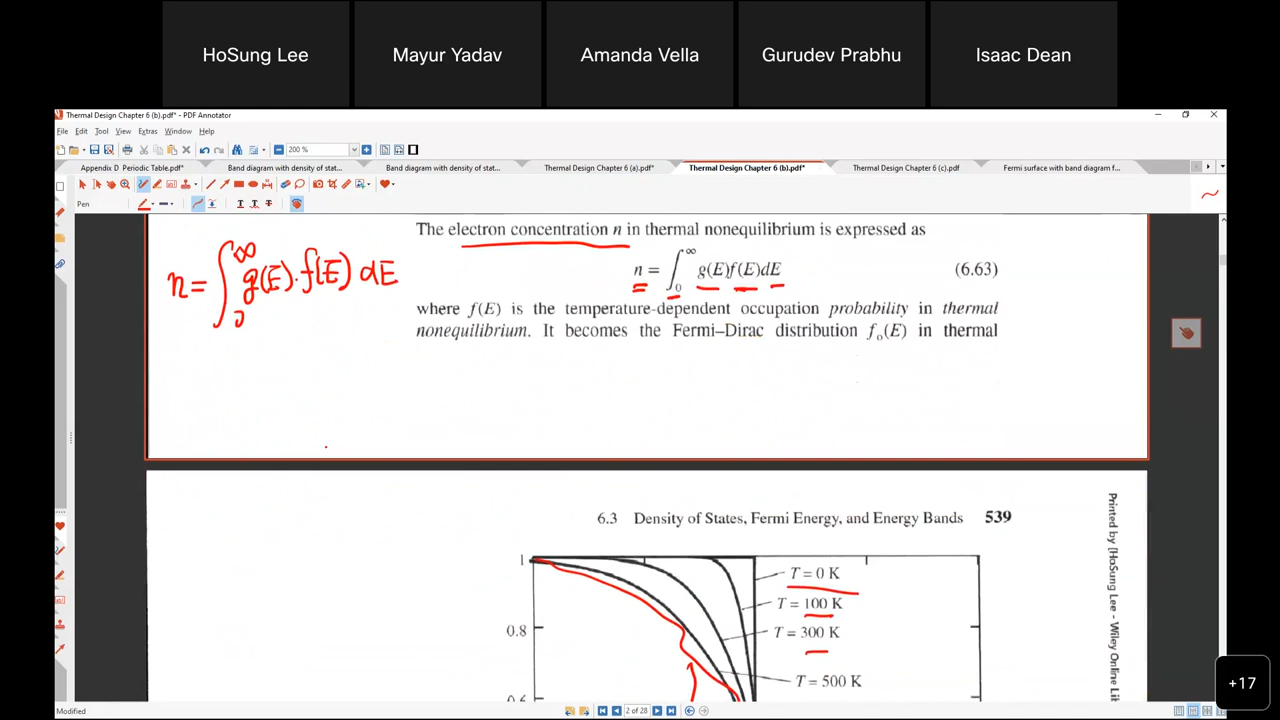 HoSung Lee
Mayur Yadav
Amanda Vella
Gurudev Prabhu
Isaac Dean
Thermal Design Chapter 6 (b).pdf* - PDF Annotator
File Edit Tool View Extras Window Help
200 %
Appendix D Periodic Table.pdf*
Band diagram with density of stat...
Band diagram with density of stat...
Thermal Design Chapter 6 (a).pdf*
Thermal Design Chapter 6 (b).pdf*
Thermal Design Chapter 6 (c).pdf
Fermi surface with band diagram f...
Pen
The electron concentration n in thermal nonequilibrium is expressed as
n = ∫₀^∞ g(E)·f(E) dE
n = ∫₀^∞ g(E)f(E)dE (6.63)
where f(E) is the temperature-dependent occupation probability in thermal
nonequilibrium. It becomes the Fermi–Dirac distribution fₒ(E) in thermal
6.3 Density of States, Fermi Energy, and Energy Bands 539
1
T = 0 K
T = 100 K
0.8
T = 300 K
T = 500 K
0.6
Printed by [HoSung Lee - Wiley Online Lib
+17
Modified
2 of 28